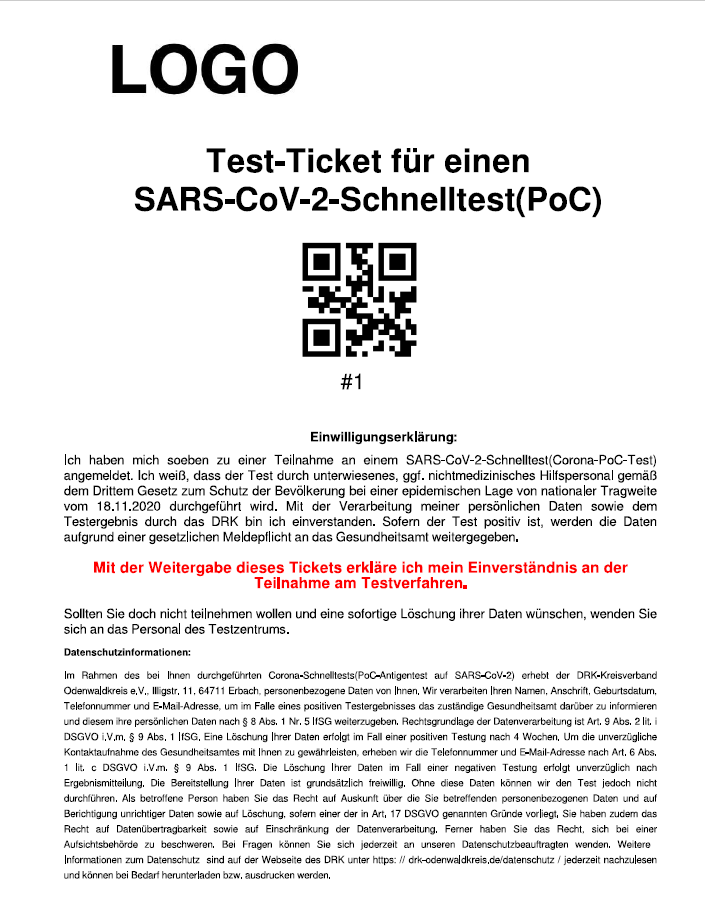 LOGO
Test-Ticket für einen
SARS-CoV-2-Schnelltest(PoC)
#1
Einwilligungserklärung:
Ich haben mich soeben zu einer Teilnahme an einem SARS-CoV-2-Schnelltest(Corona-PoC-Test)
angemeldet. Ich weiß, dass der Test durch unterwiesenes, ggf. nichtmedizinisches Hilfspersonal gemäß
dem Drittem Gesetz zum Schutz der Bevölkerung bei einer epidemischen Lage von nationaler Tragweite
vom 18.11.2020 durchgeführt wird. Mit der Verarbeitung meiner persönlichen Daten sowie dem
Testergebnis durch das DRK bin ich einverstanden. Sofern der Test positiv ist, werden die Daten
aufgrund einer gesetzlichen Meldepflicht an das Gesundheitsamt weitergegeben.
Mit der Weitergabe dieses Tickets erkläre ich mein Einverständnis an der
Teilnahme am Testverfahren.
Sollten Sie doch nicht teilnehmen wollen und eine sofortige Löschung ihrer Daten wünschen, wenden Sie
sich an das Personal des Testzentrums.
Datenschutzinformationen:
Im Rahmen des bei Ihnen durchgeführten Corona-Schnelltests(PoC-Antigentest auf SARS-CoV-2) erhebt der DRK-Kreisverband
Odenwaldkreis e.V., Illigstr. 11, 64711 Erbach, personenbezogene Daten von Ihnen. Wir verarbeiten Ihren Namen, Anschrift, Geburtsdatum,
Telefonnummer und E-Mail-Adresse, um im Falle eines positiven Testergebnisses das zuständige Gesundheitsamt darüber zu informieren
und diesem ihre persönlichen Daten nach § 8 Abs. 1 Nr. 5 IfSG weiterzugeben. Rechtsgrundlage der Datenverarbeitung ist Art. 9 Abs. 2 lit. i
DSGVO i.V.m. § 9 Abs. 1 IfSG. Eine Löschung Ihrer Daten erfolgt im Fall einer positiven Testung nach 4 Wochen. Um die unverzügliche
Kontaktaufnahme des Gesundheitsamtes mit Ihnen zu gewährleisten, erheben wir die Telefonnummer und E-Mail-Adresse nach Art. 6 Abs.
1 lit. c DSGVO i.V.m. § 9 Abs. 1 IfSG. Die Löschung Ihrer Daten im Fall einer negativen Testung erfolgt unverzüglich nach
Ergebnismitteilung. Die Bereitstellung Ihrer Daten ist grundsätzlich freiwillig. Ohne diese Daten können wir den Test jedoch nicht
durchführen. Als betroffene Person haben Sie das Recht auf Auskunft über die Sie betreffenden personenbezogenen Daten und auf
Berichtigung unrichtiger Daten sowie auf Löschung, sofern einer der in Art. 17 DSGVO genannten Gründe vorliegt. Sie haben zudem das
Recht auf Datenübertragbarkeit sowie auf Einschränkung der Datenverarbeitung. Ferner haben Sie das Recht, sich bei einer
Aufsichtsbehörde zu beschweren. Bei Fragen können Sie sich jederzeit an unseren Datenschutzbeauftragten wenden. Weitere
Informationen zum Datenschutz sind auf der Webseite des DRK unter https: // drk-odenwaldkreis.de/datenschutz / jederzeit nachzulesen
und können bei Bedarf herunterladen bzw. ausdrucken werden.